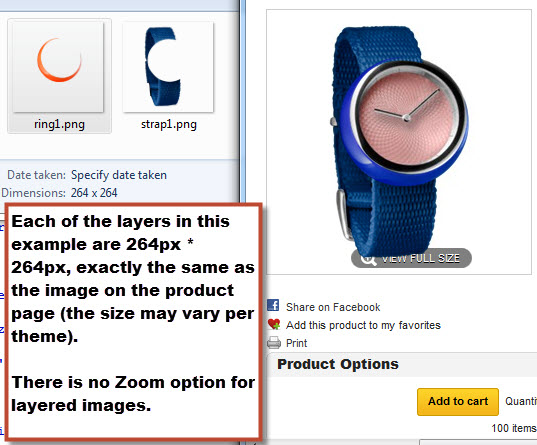 ring1.png
strap1.png
Date taken: Specify date taken
Dimensions: 264 x 264
Each of the layers in this
example are 264px *
264px, exactly the same as
the image on the product
page (the size may vary per
theme).
There is no Zoom option for
layered images.
VIEW FULL SIZE
Share on Facebook
Add this product to my favorites
Print
Product Options
Add to cart Quanti
100 items